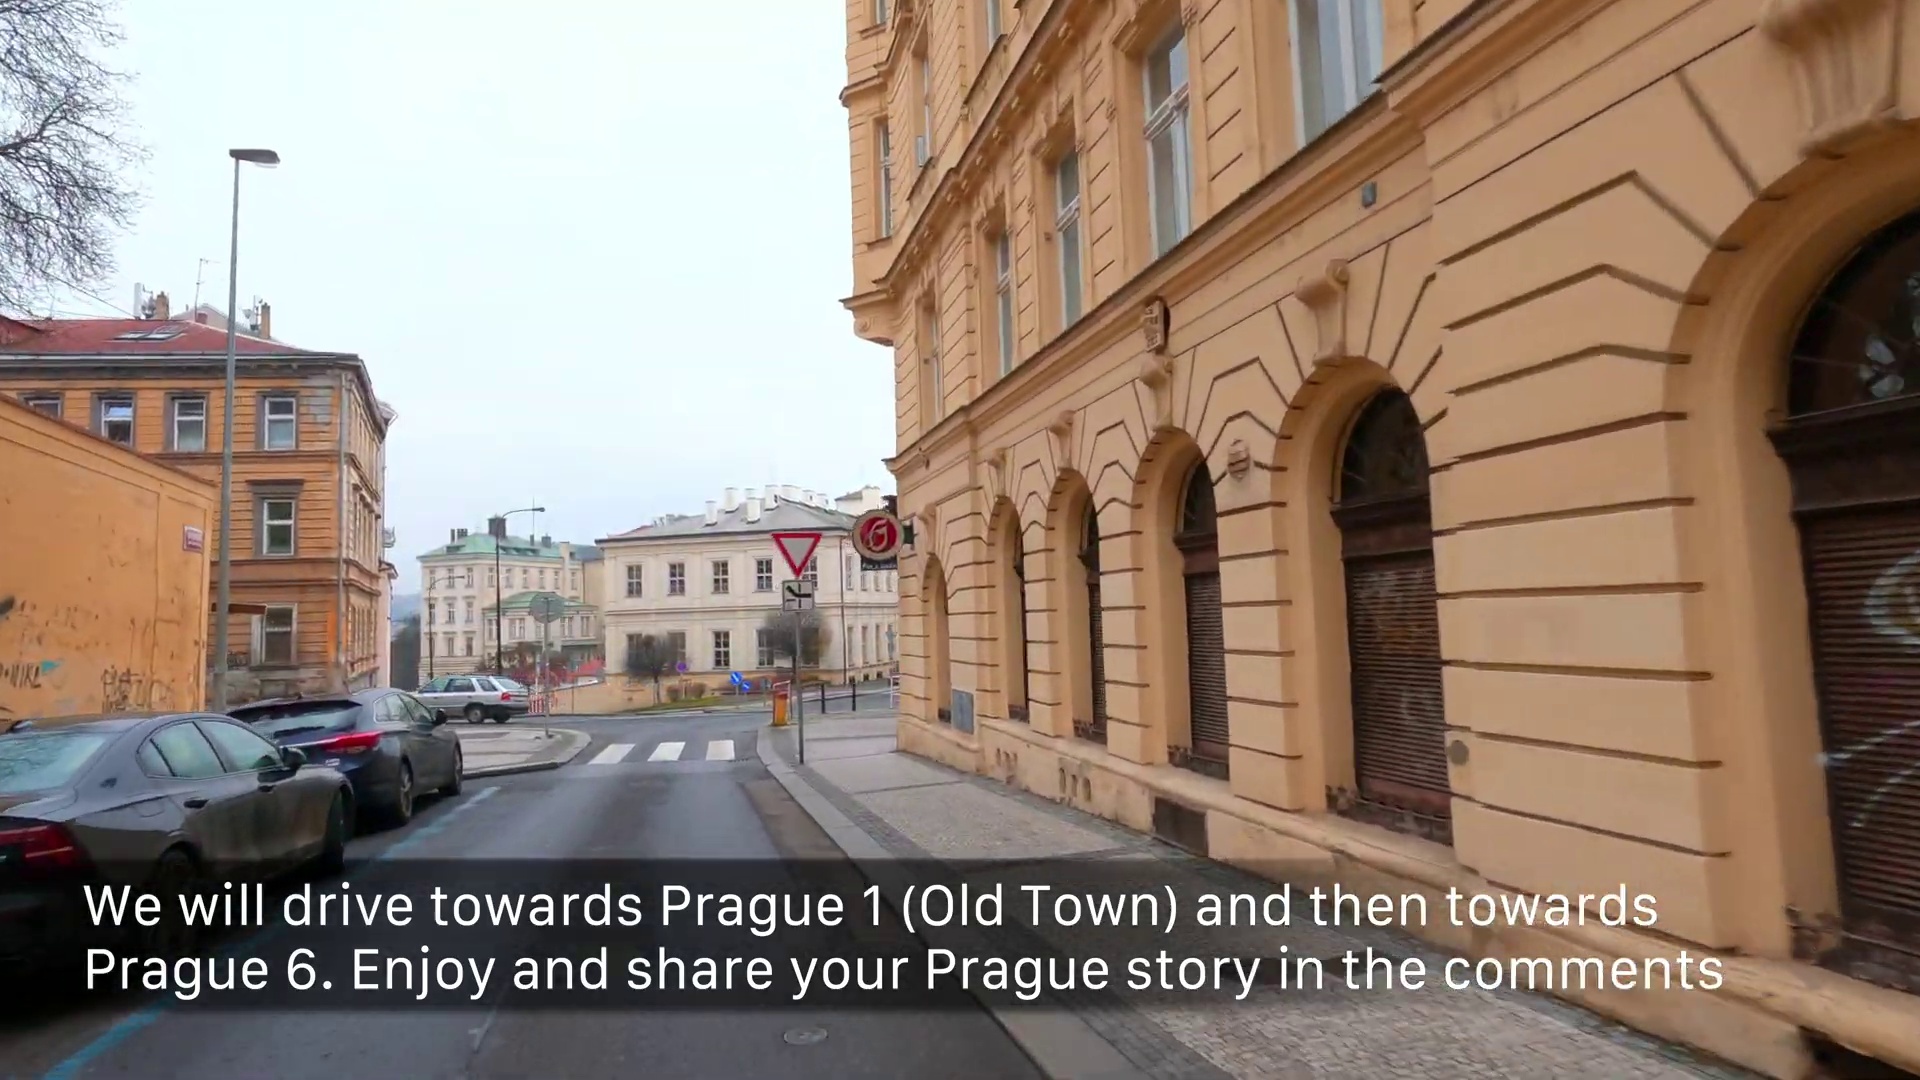 We will drive towards Prague 1 (Old Town) and then towards
Prague 6. Enjoy and share your Prague story in the comments